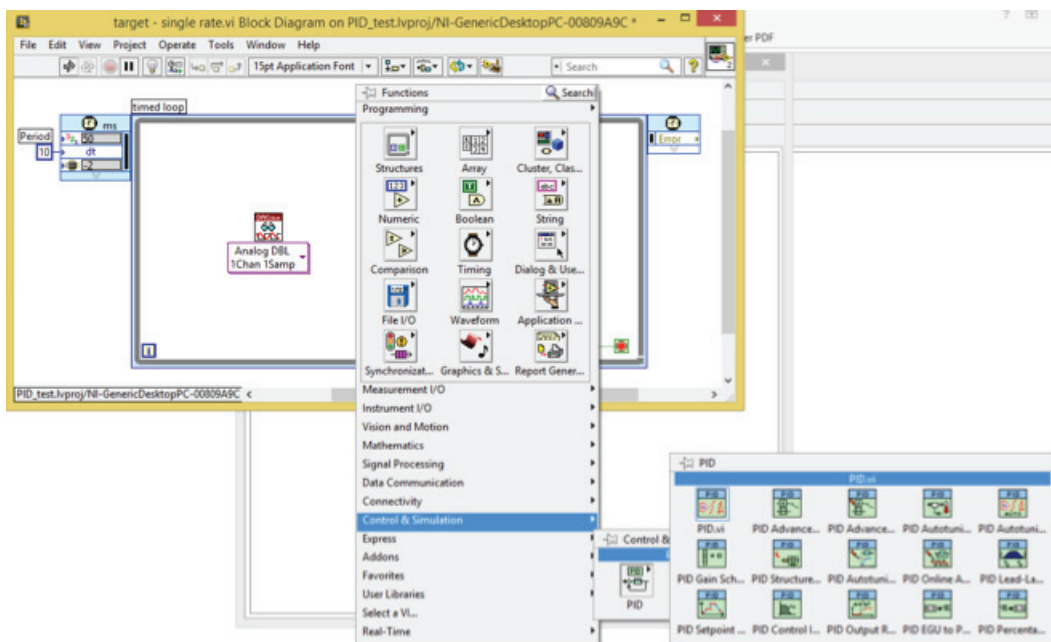 target - single rate.vi Block Diagram on PID_test.lvproj/NI-GenericDesktopPC-00809A9C *
er PDF
File Edit View Project Operate Tools Window Help
15pt Application Font
Search
2
Functions
Search
Programming
timed loop
ms
Period
50
10
dt
-2
Error
Structures Array Cluster, Clas...
Numeric Boolean String
Analog DBL
1Chan 1Samp
Comparison Timing Dialog & Use...
File I/O Waveform Application ...
Synchronizat... Graphics & S... Report Gener...
i
PID_test.lvproj/NI-GenericDesktopPC-00809A9C
Measurement I/O
Instrument I/O
Vision and Motion
Mathematics
Signal Processing
Data Communication
Connectivity
Control & Simulation
Express
Addons
Favorites
User Libraries
Select a VI...
Real-Time
Control &
PID
PID
PID.vi
PID.vi PID Advance... PID Advance... PID Autotuni... PID Autotuni...
PID Gain Sch... PID Structure... PID Autotuni... PID Online A... PID Lead-La...
PID Setpoint ... PID Control I... PID Output R... PID EGU to P... PID Percenta...